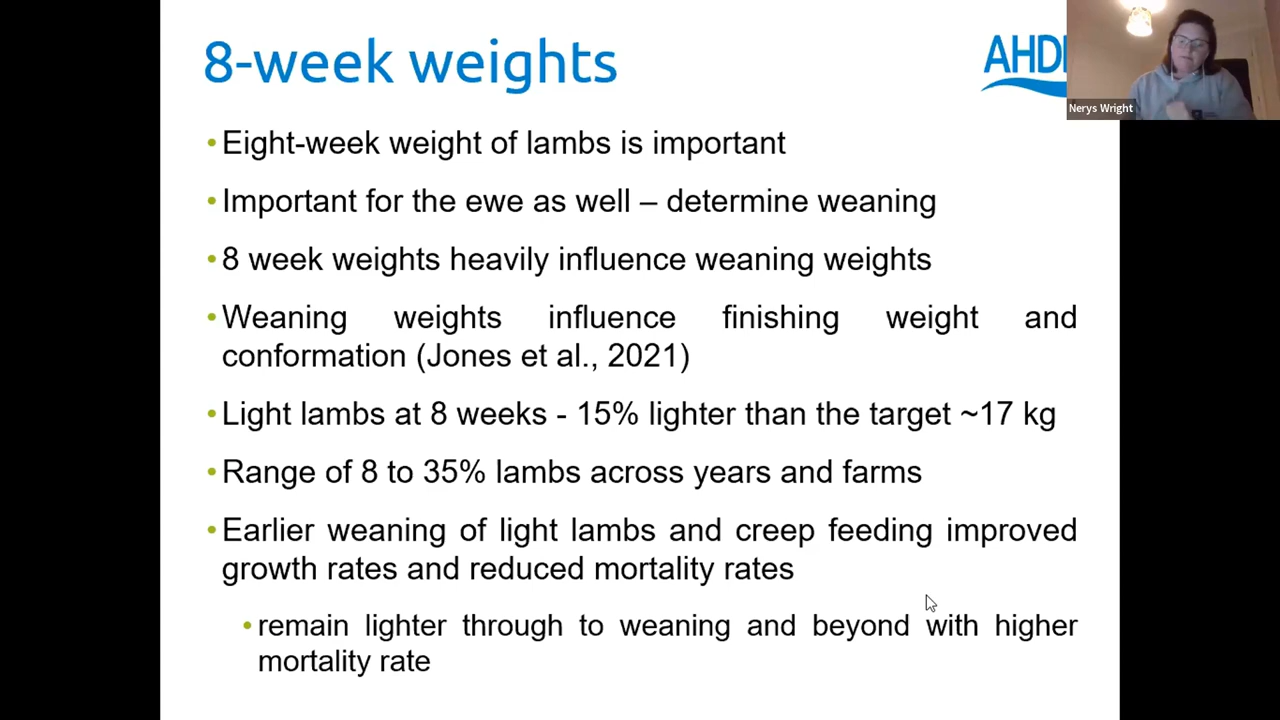 8-week weights
AHD
Nerys Wright
•Eight-week weight of lambs is important
•Important for the ewe as well – determine weaning
•8 week weights heavily influence weaning weights
•Weaning weights influence finishing weight and
conformation (Jones et al., 2021)
•Light lambs at 8 weeks - 15% lighter than the target ~17 kg
•Range of 8 to 35% lambs across years and farms
•Earlier weaning of light lambs and creep feeding improved
growth rates and reduced mortality rates
•remain lighter through to weaning and beyond with higher
mortality rate